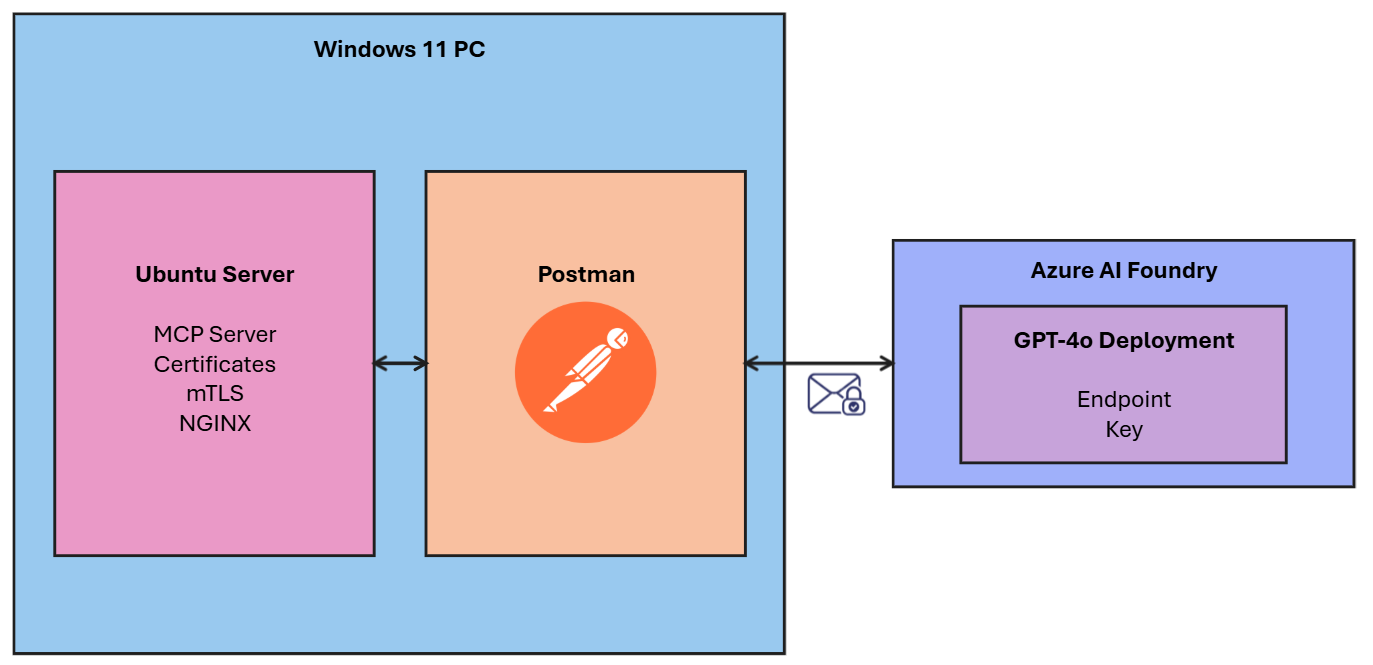 Windows 11 PC
Ubuntu Server
MCP Server
Certificates
mTLS
NGINX
Postman
Azure AI Foundry
GPT-4o Deployment
Endpoint
Key